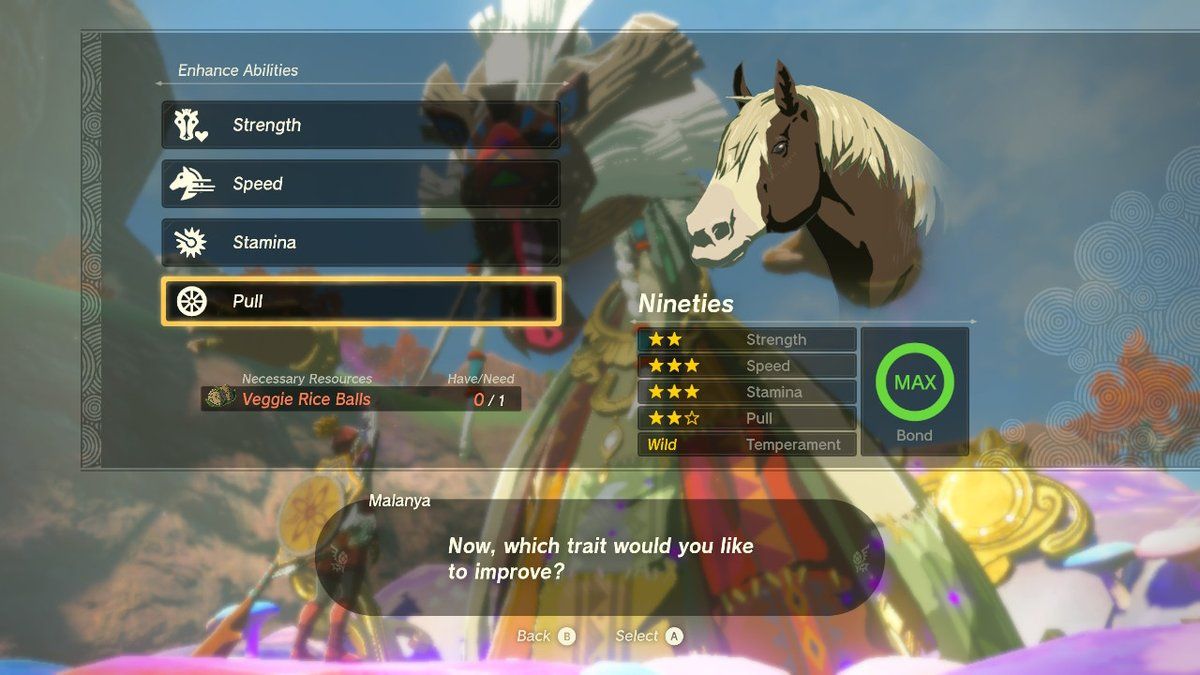 Enhance Abilities
Strength
Speed
Stamina
Pull
Necessary Resources Have/Need
Veggie Rice Balls 0 / 1
Nineties
★★ Strength
★★★ Speed
★★★ Stamina
★★☆ Pull
Wild Temperament
MAX
Bond
Malanya
Now, which trait would you like
to improve?
Back B Select A